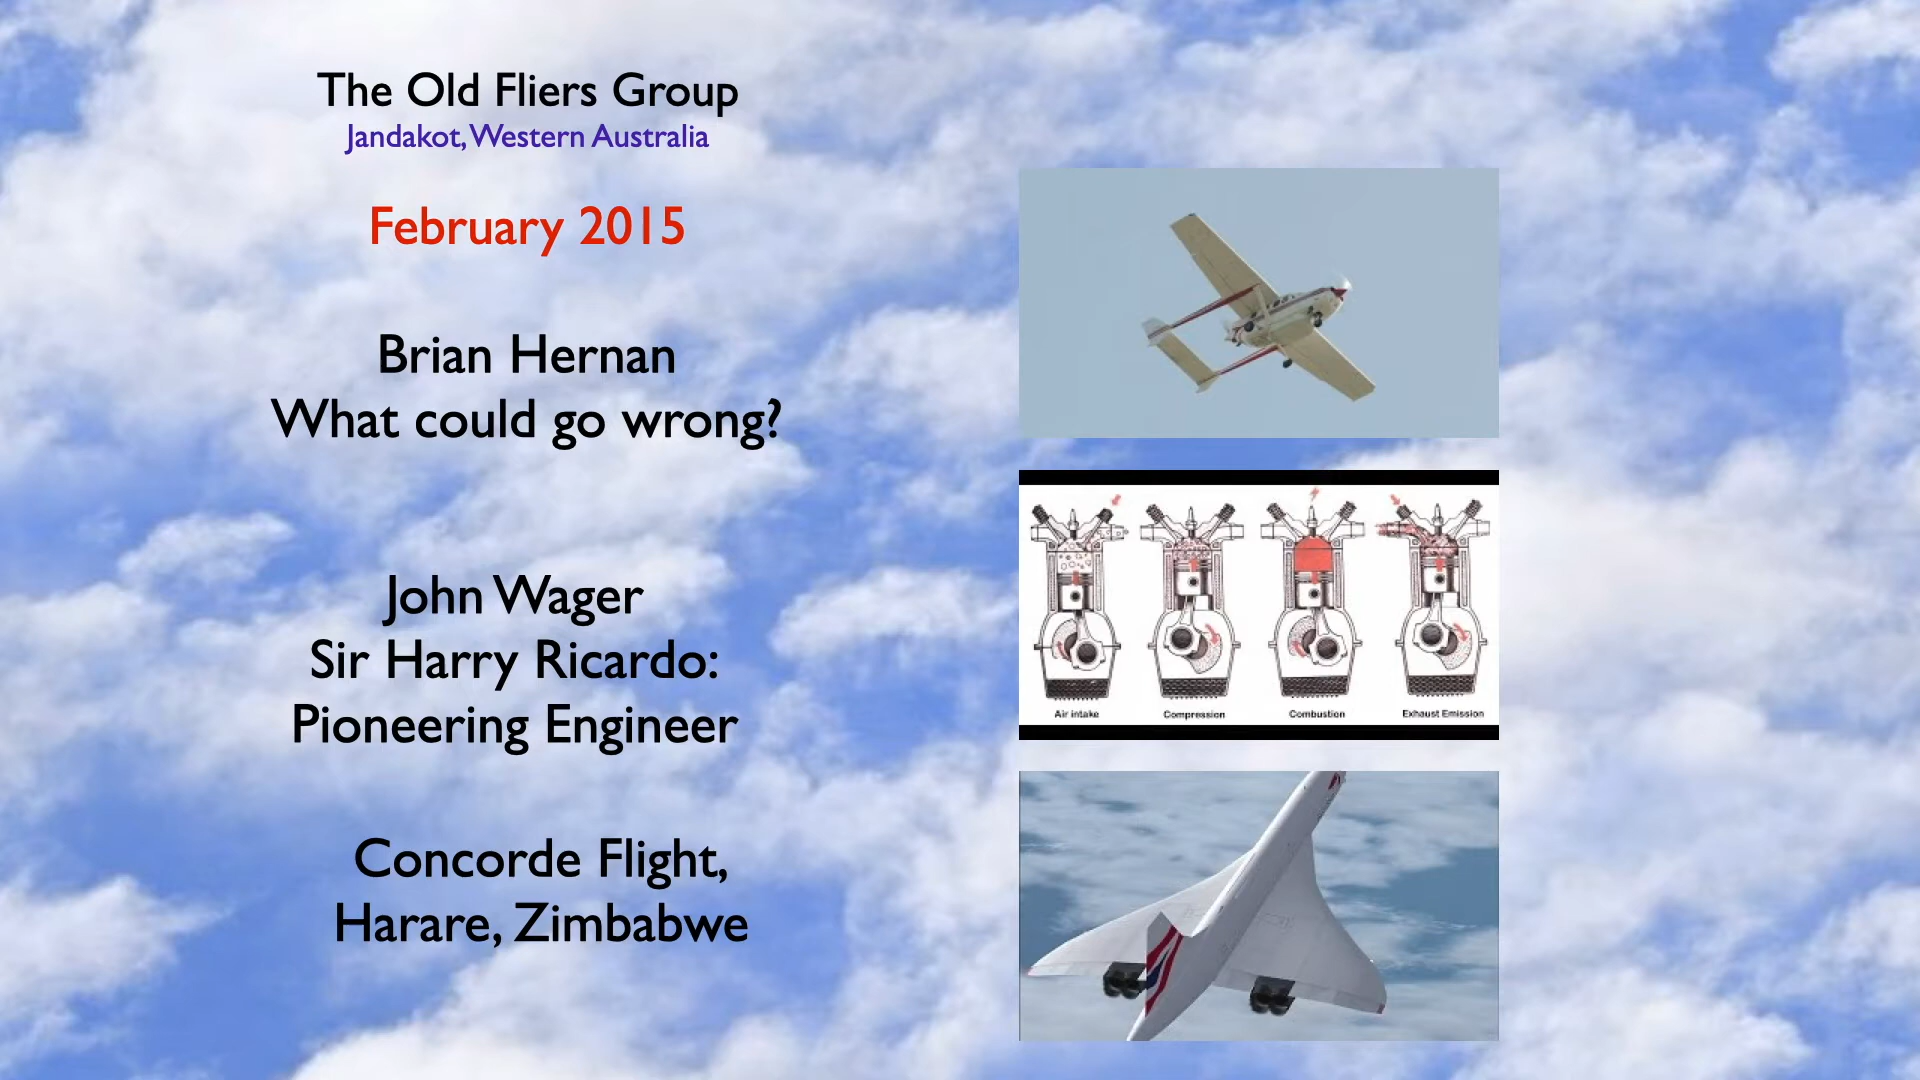 The Old Fliers Group
Jandakot, Western Australia
February 2015
Brian Hernan
What could go wrong?
John Wager
Sir Harry Ricardo:
Pioneering Engineer
Concorde Flight,
Harare, Zimbabwe
Air intake
Compression
Combustion
Exhaust Emission